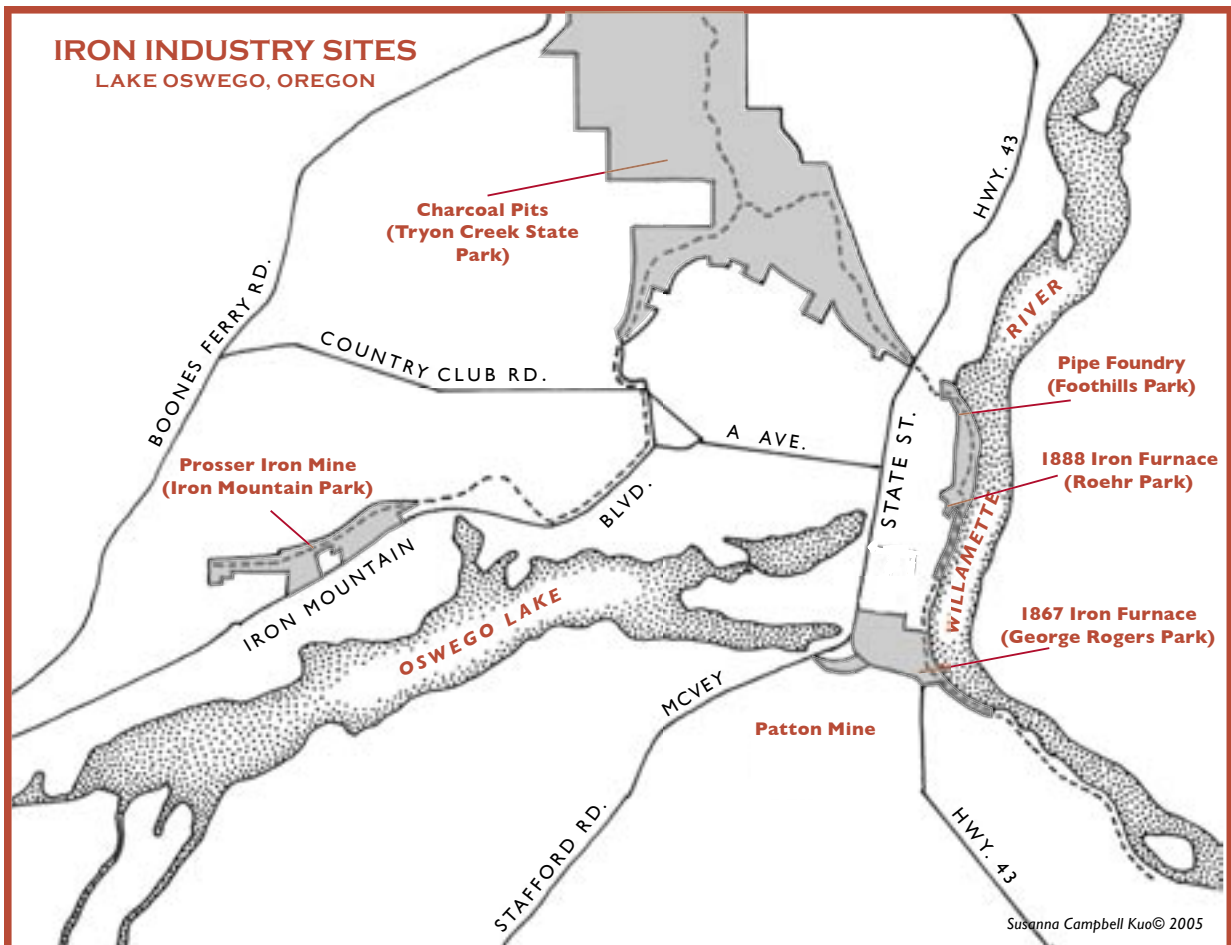 IRON INDUSTRY SITES
LAKE OSWEGO, OREGON
HWY. 43
Charcoal Pits
(Tryon Creek State
Park)
BOONES FERRY RD.
RIVER
COUNTRY CLUB RD.
Pipe Foundry
(Foothills Park)
A AVE.
STATE ST.
Prosser Iron Mine
(Iron Mountain Park)
1888 Iron Furnace
(Roehr Park)
BLVD.
WILLAMETTE
IRON MOUNTAIN
OSWEGO LAKE
1867 Iron Furnace
(George Rogers Park)
MCVEY
Patton Mine
STAFFORD RD.
HWY. 43
Susanna Campbell Kuo© 2005